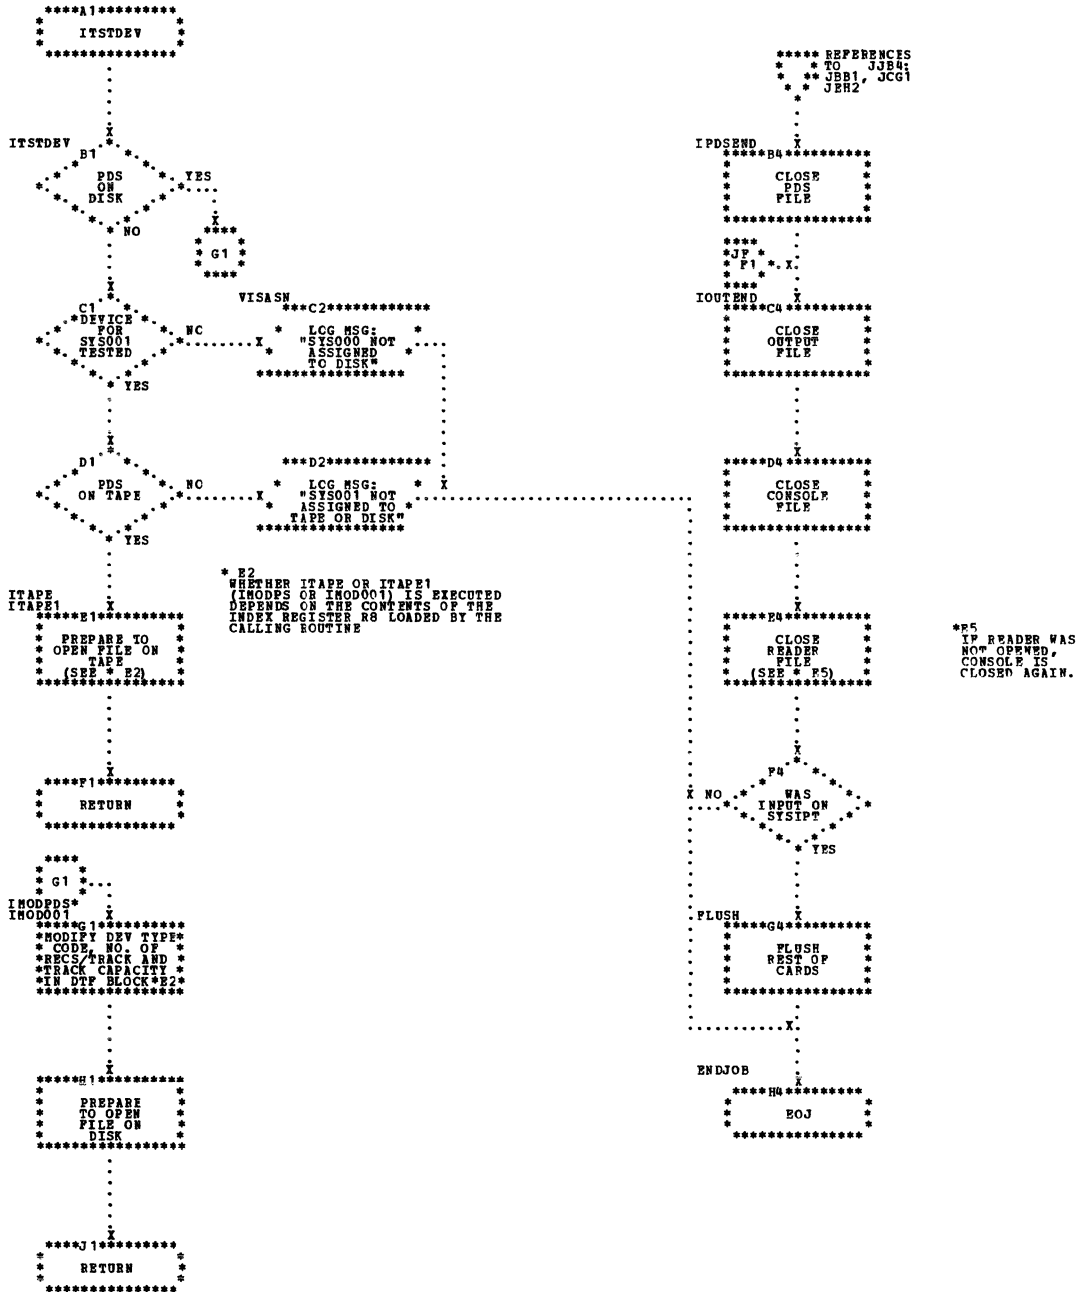 A1
ITSTDEV
REFERENCES
TO JJB4:
JBB1, JCG1
JEH2
ITSTDEV
B1
PDS
ON
DISK
YES
NO
G1
IPDSEND
B4
CLOSE
PDS
FILE
JF
F1
C1
DEVICE
FOR
SYS001
TESTED
NO
YES
VISASN
C2
LCG MSG:
"SYS000 NOT
ASSIGNED
TO DISK"
IOUTEND
C4
CLOSE
OUTPUT
FILE
D1
PDS
ON TAPE
NO
YES
D2
LCG MSG:
"SYS001 NOT
ASSIGNED TO
TAPE OR DISK"
D4
CLOSE
CONSOLE
FILE
* E2
WHETHER ITAPE OR ITAPE1
(IMODPS OR IMOD001) IS EXECUTED
DEPENDS ON THE CONTENTS OF THE
INDEX REGISTER R8 LOADED BY THE
CALLING ROUTINE
ITAPE
ITAPE1
E1
PREPARE TO
OPEN FILE ON
TAPE
(SEE * E2)
E4
CLOSE
READER
FILE
(SEE * E5)
*E5
IF READER WAS
NOT OPENED,
CONSOLE IS
CLOSED AGAIN.
F1
RETURN
F4
WAS
INPUT ON
SYSIPT
NO
YES
G1
IMODPDS*
IMOD001
G1
MODIFY DEV TYPE
CODE, NO. OF
RECS/TRACK AND
TRACK CAPACITY
IN DTF BLOCK*E2
FLUSH
G4
FLUSH
REST OF
CARDS
H1
PREPARE
TO OPEN
FILE ON
DISK
ENDJOB
H4
EOJ
J1
RETURN